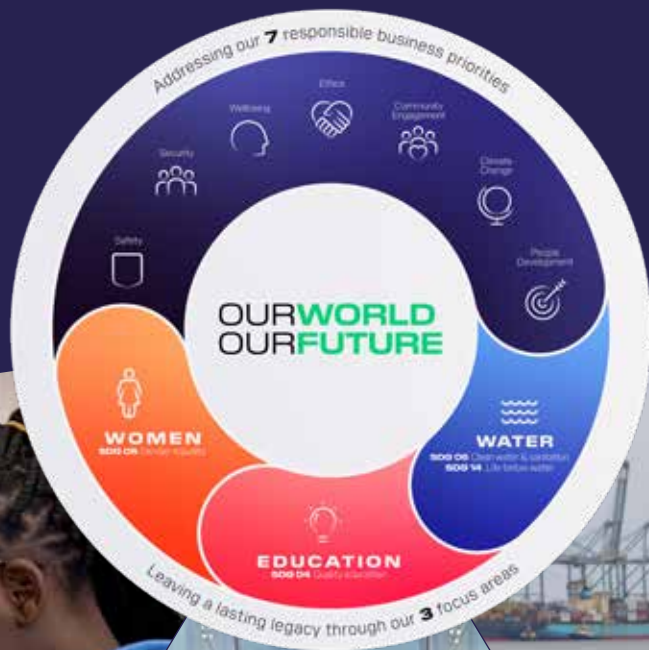 Addressing our 7 responsible business priorities
Ethics
Wellbeing
Community
Engagement
Security
Climate
Change
Safety
People
Development
OURWORLD
OURFUTURE
WOMEN
SDG 05 Gender equality
WATER
SDG 06 Clean water & sanitation
SDG 14 Life below water
EDUCATION
SDG 04 Quality education
Leaving a lasting legacy through our 3 focus areas